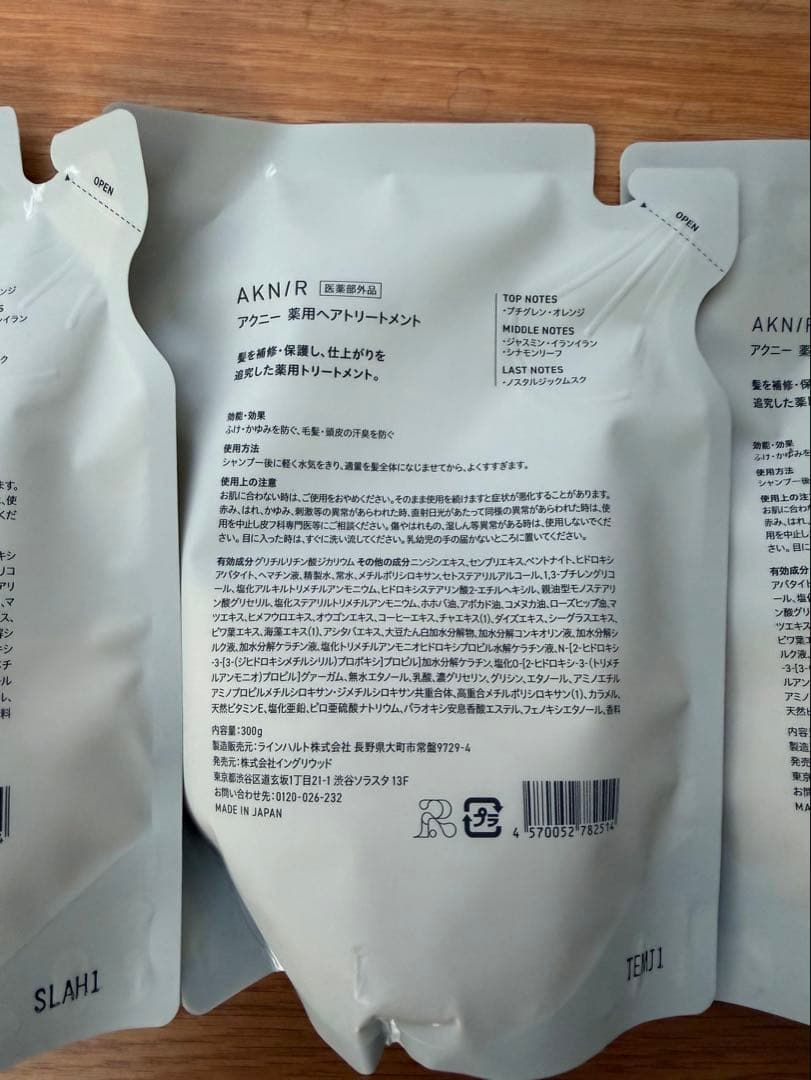 OPEN
AKN/R 医薬部外品
アクニー 薬用ヘアトリートメント
髪を補修・保護し、仕上がりを
追究した薬用トリートメント。
TOP NOTES
・プチグレン・オレンジ
MIDDLE NOTES
・ジャスミン・イランイラン
・シナモンリーフ
LAST NOTES
・ノスタルジックムスク
効能・効果
ふけ・かゆみを防ぐ、毛髪・頭皮の汗臭を防ぐ
使用方法
シャンプー後に軽く水気をきり、適量を髪全体になじませてから、よくすすぎます。
使用上の注意
お肌に合わない時は、ご使用をおやめください。そのまま使用を続けますと症状が悪化することがあります。
赤み、はれ、かゆみ、刺激等の異常があらわれた時、直射日光があたって同様の異常があらわれた時は、使
用を中止し皮フ科専門医等にご相談ください。傷やはれもの、湿しん等異常がある時は、使用しないでくだ
さい。目に入った時は、すぐに洗い流してください。乳幼児の手の届かないところに置いてください。
有効成分 グリチルリチン酸ジカリウム その他の成分 ニンジンエキス、センブリエキス、ベントナイト、ヒドロキシ
アパタイト、ヘマチン液、精製水、常水、メチルポリシロキサン、セトステアリルアルコール、1,3-ブチレングリコ
ール、塩化アルキルトリメチルアンモニウム、ヒドロキシステアリン酸2-エチルヘキシル、親油型モノステアリ
ン酸グリセリル、塩化ステアリルトリメチルアンモニウム、ホホバ油、アボカド油、コメヌカ油、ローズヒップ油、マ
ツエキス、ヒメフウロエキス、オウゴンエキス、コーヒーエキス、チャエキス(1)、ダイズエキス、シーグラスエキス、
ビワ葉エキス、海藻エキス(1)、アシタバエキス、大豆たん白加水分解物、加水分解コンキオリン液、加水分解シ
ルク液、加水分解ケラチン液、塩化トリメチルアンモニオヒドロキシプロピル水解ケラチン液、N-[2-ヒドロキシ
-3-[3-(ジヒドロキシメチルシリル)プロポキシ]プロピル]加水分解ケラチン、塩化O-[2-ヒドロキシ-3-(トリメチ
ルアンモニオ)プロピル]グァーガム、無水エタノール、乳酸、濃グリセリン、グリシン、エタノール、アミノエチル
アミノプロピルメチルシロキサン・ジメチルシロキサン共重合体、高重合メチルポリシロキサン(1)、カラメル、
天然ビタミンE、塩化亜鉛、ピロ亜硫酸ナトリウム、パラオキシ安息香酸エステル、フェノキシエタノール、香料
内容量:300g
製造販売元:ラインハルト株式会社 長野県大町市常盤9729-4
発売元:株式会社イングリウッド
東京都渋谷区道玄坂1丁目21-1 渋谷ソラスタ 13F
お問い合わせ先:0120-026-232
MADE IN JAPAN
プラ
4 570052 782514
TEMJ1
OPEN
SLAH1
AKN/R
アクニー 薬
髪を補修・保
追究した薬
効能・効果
ふけ・かゆみを
使用方法
シャンプー後
使用上の注意